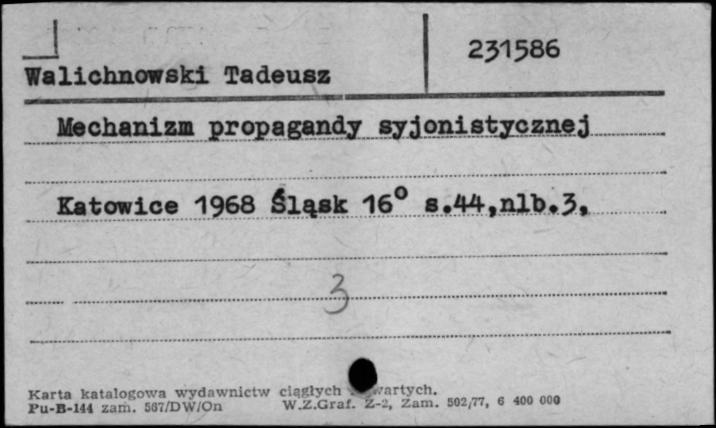 231586
Walichnowski Tadeusz
Mechanizm propagandy syjonistycznej
Katowice 1968 Śląsk 16° s.44,nlb.3,
3
Karta katalogowa wydawnictw ciągłych wartych.
Pu-B-144 zam. 567/DW/On W.Z.Graf. Z-2, Zam. 502/77, 6 400 000